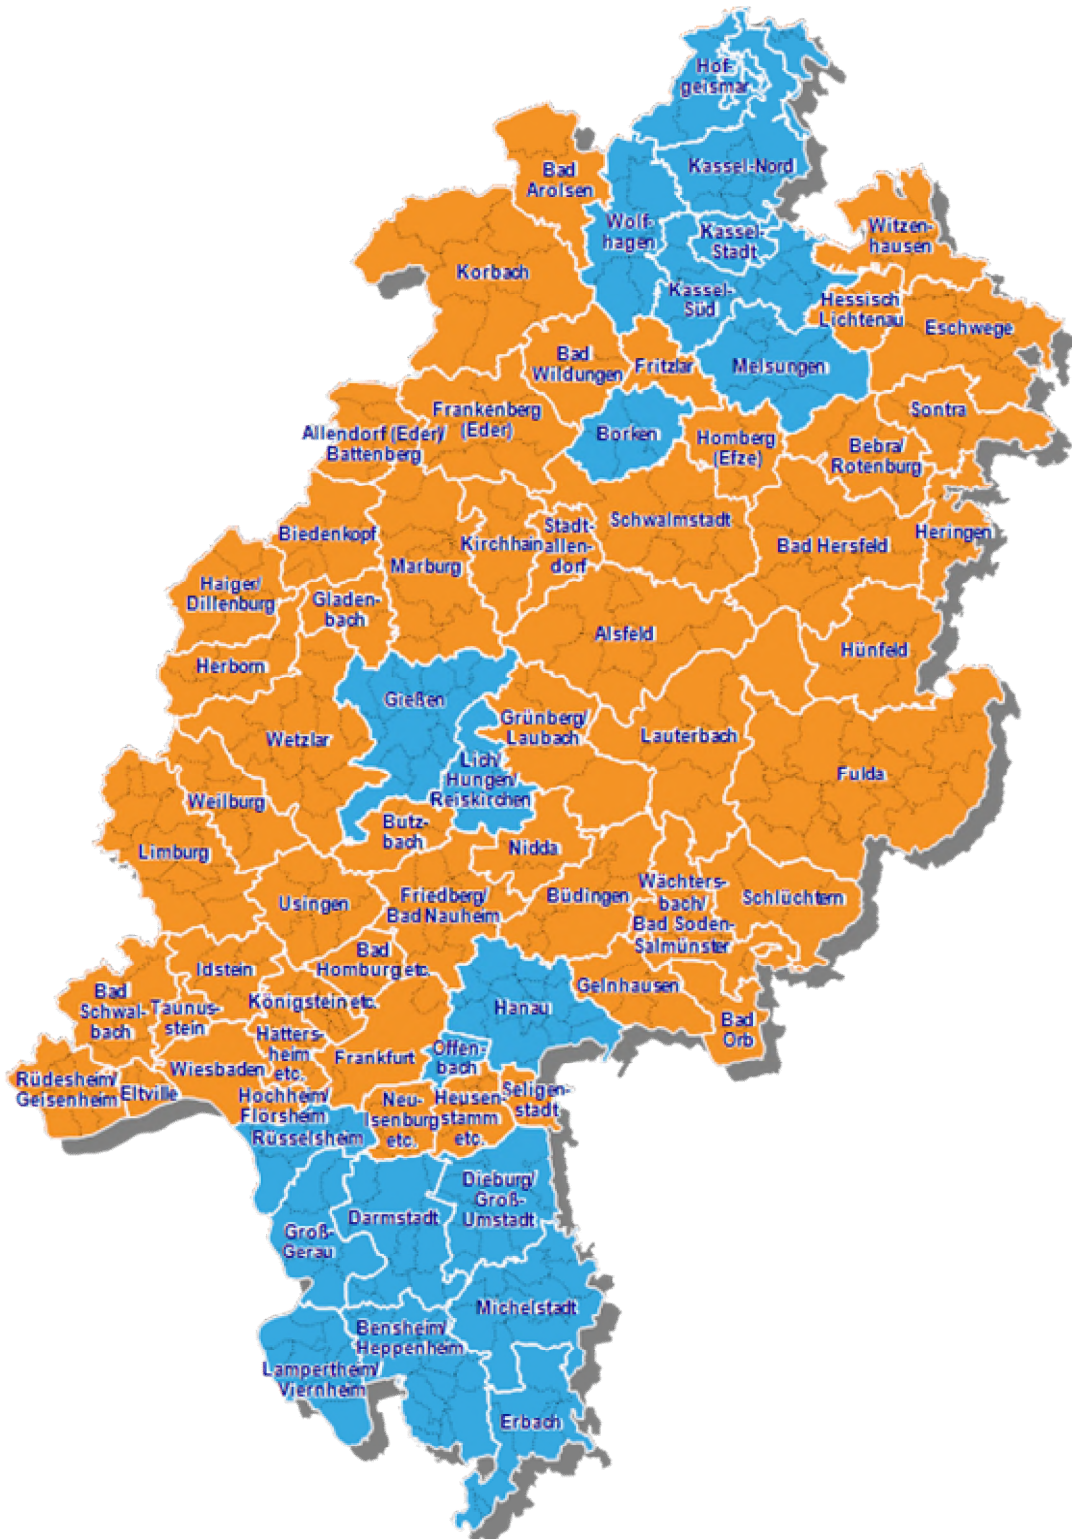 Hof-
geismar
Kassel-Nord
Bad
Arolsen
Wolf-
hagen
Kassel-
Stadt
Witzen-
hausen
Korbach
Kassel-
Süd
Hessisch
Lichtenau
Eschwege
Bad
Wildungen
Fritzlar
Melsungen
Frankenberg
(Eder)
Sontra
Allendorf (Eder)/
Battenberg
Borken
Homberg
(Efze)
Bebra/
Rotenburg
Biedenkopf
Marburg
Kirchhain
Stadt-
allen-
dorf
Schwalmstadt
Bad Hersfeld
Heringen
Haiger/
Dillenburg
Gladen-
bach
Alsfeld
Hünfeld
Herborn
Gießen
Wetzlar
Grünberg/
Laubach
Lauterbach
Lich/
Hungen/
Reiskirchen
Fulda
Weilburg
Butz-
bach
Nidda
Limburg
Usingen
Friedberg/
Bad Nauheim
Büdingen
Wächters-
bach/
Bad Soden-
Salmünster
Schlüchtern
Idstein
Bad
Homburg etc.
Bad
Schwal-
bach
Taunus-
stein
Königstein etc.
Hanau
Gelnhausen
Bad
Orb
Hatters-
heim
etc.
Frankfurt
Offen-
bach
Rüdesheim/
Geisenheim
Eltville
Wiesbaden
Hochheim/
Flörsheim
Neu-
Isenburg
etc.
Heusen-
stamm
etc.
Seligen-
stadt
Rüsselsheim
Groß-
Gerau
Darmstadt
Dieburg/
Groß-
Umstadt
Michelstadt
Bensheim/
Heppenheim
Lampertheim/
Viernheim
Erbach